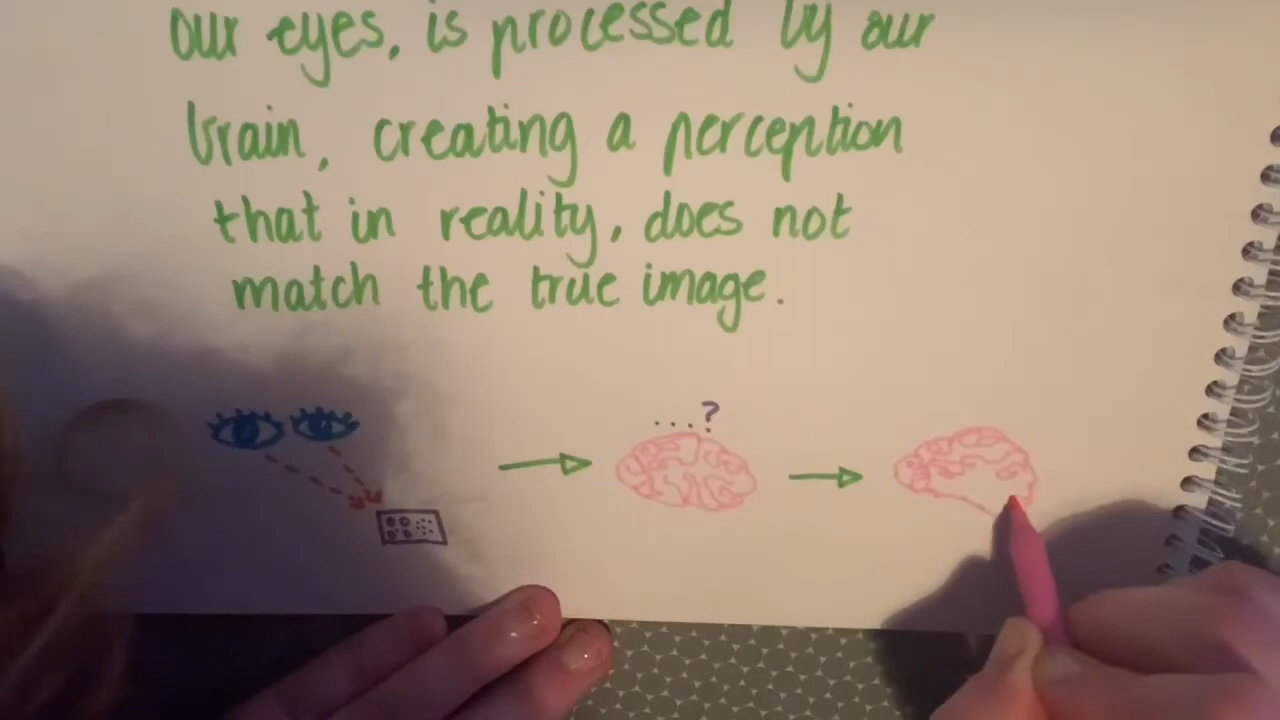 our eyes, is processed by our
brain, creating a perception
that in reality, does not
match the true image.
....?